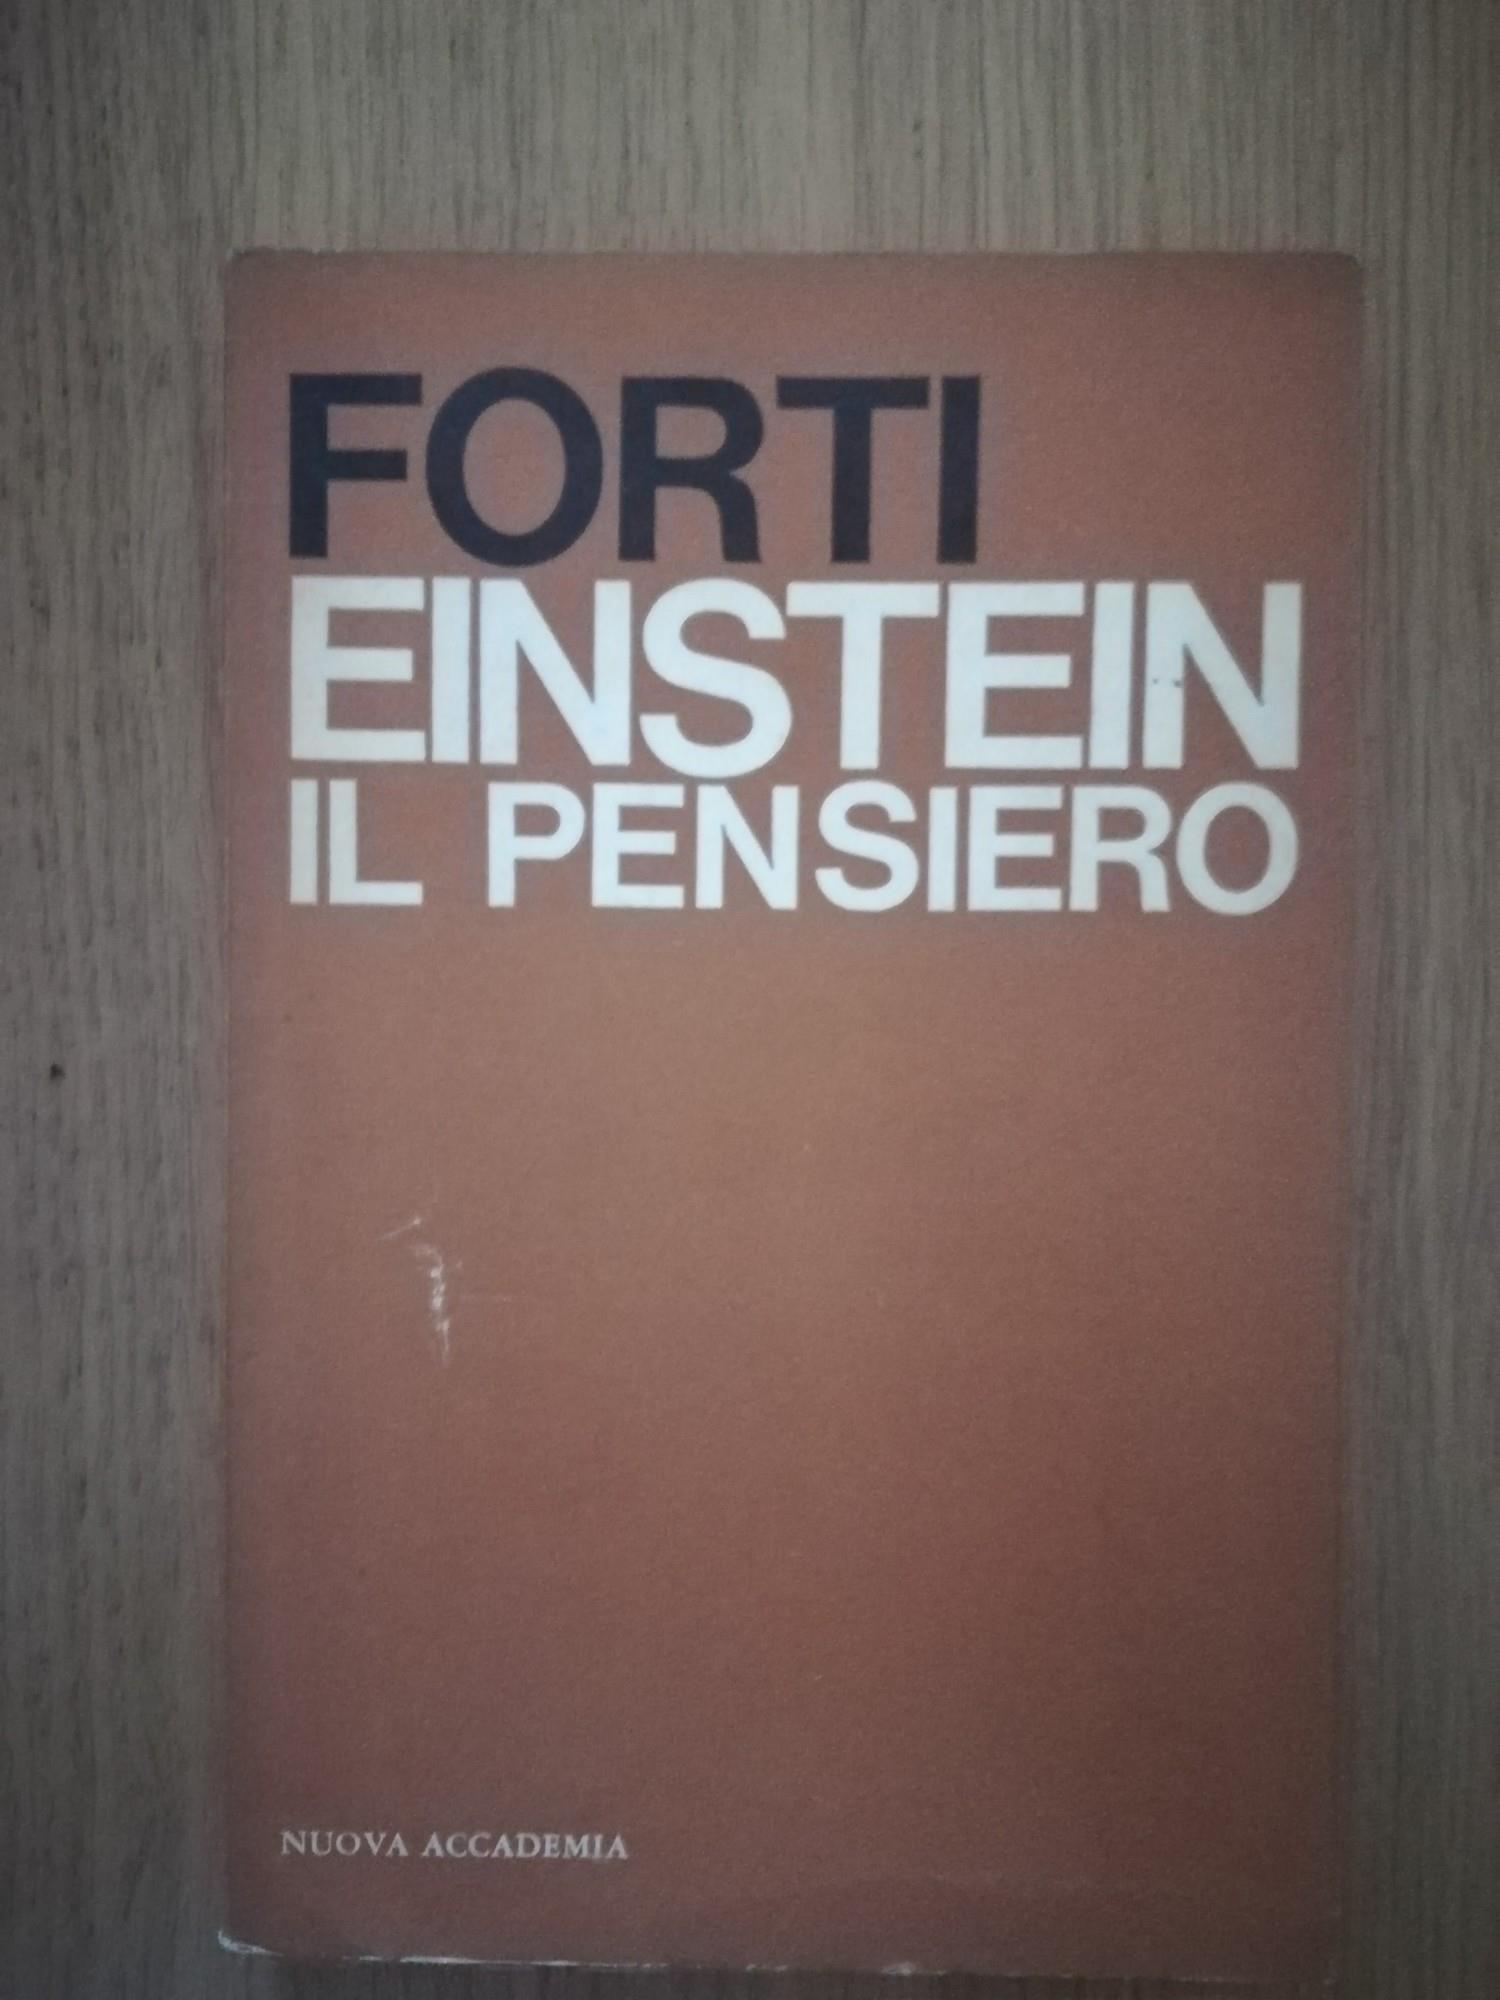 FORTI
EINSTEIN
IL PENSIERO
NUOVA ACCADEMIA